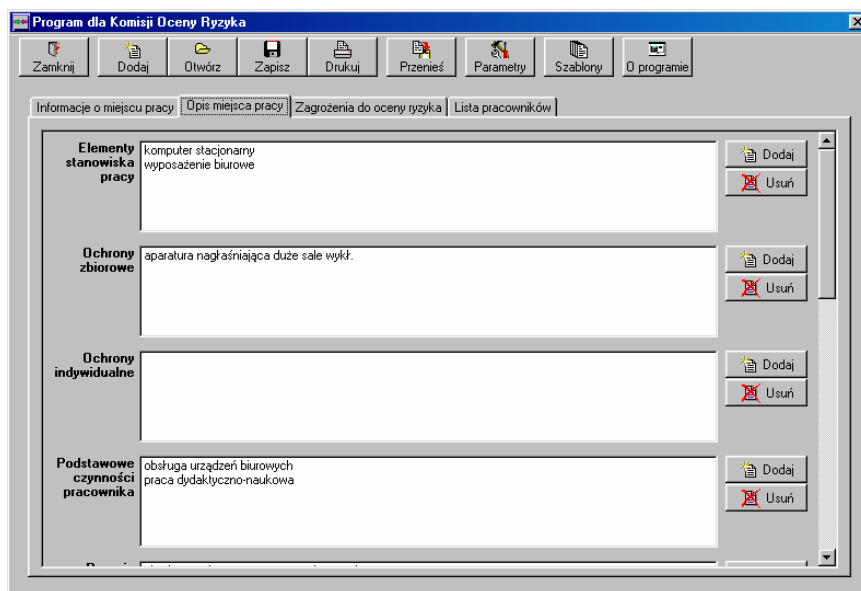 Program dla Komisji Oceny Ryzyka
Zamknij Dodaj Otwórz Zapisz Drukuj Przenieś Parametry Szablony O programie
Informacje o miejscu pracy Opis miejsca pracy Zagrożenia do oceny ryzyka Lista pracowników
Elementy
stanowiska
pracy
komputer stacjonarny
wyposażenie biurowe
Dodaj
Usuń
Ochrony
zbiorowe
aparatura nagłaśniająca duże sale wykł.
Dodaj
Usuń
Ochrony
indywidualne
Dodaj
Usuń
Podstawowe
czynności
pracownika
obsługa urządzeń biurowych
praca dydaktyczno-naukowa
Dodaj
Usuń